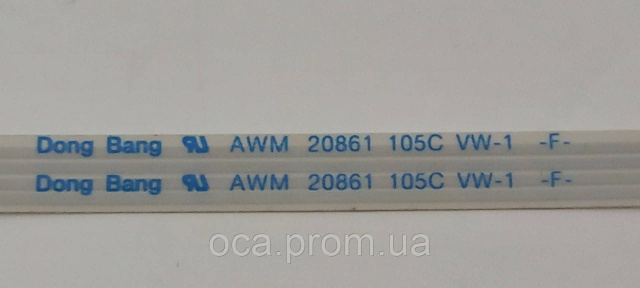 Dong Bang AWM 20861 105C VW-1 -F-
Dong Bang AWM 20861 105C VW-1 -F-
oca.prom.ua